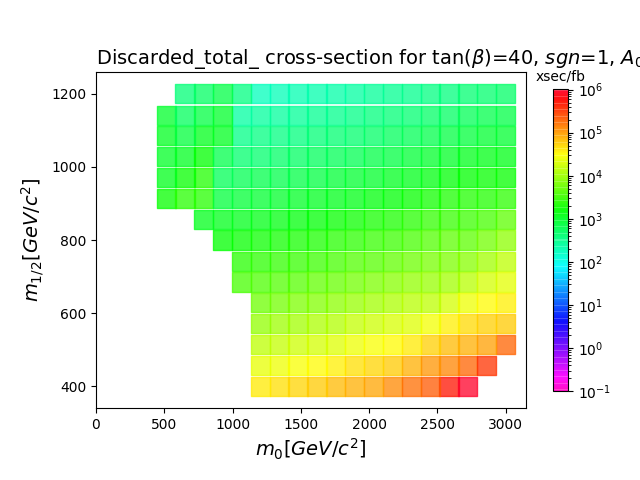 Discarded_total_ cross-section for tan(β)=40, sgn=1, A₀
xsec/fb
10⁶
10⁵
10⁴
10³
10²
10¹
10⁰
10⁻¹
m₁/₂[GeV/c²]
1200
1000
800
600
400
0 500 1000 1500 2000 2500 3000
m₀[GeV/c²]